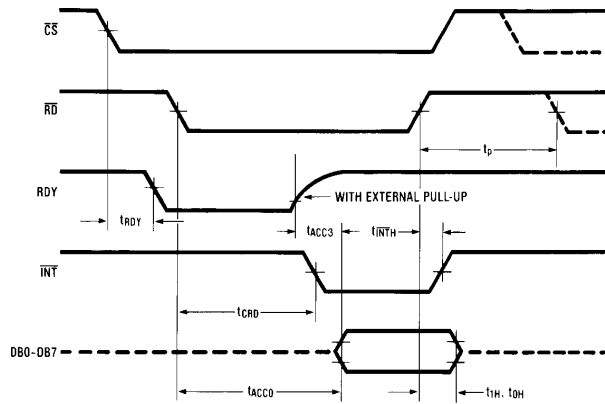 CS
RD
tp
RDY
WITH EXTERNAL PULL-UP
tRDY
tACC3
tINTH
INT
tCRD
DB0-DB7
tACC0
t1H, t0H